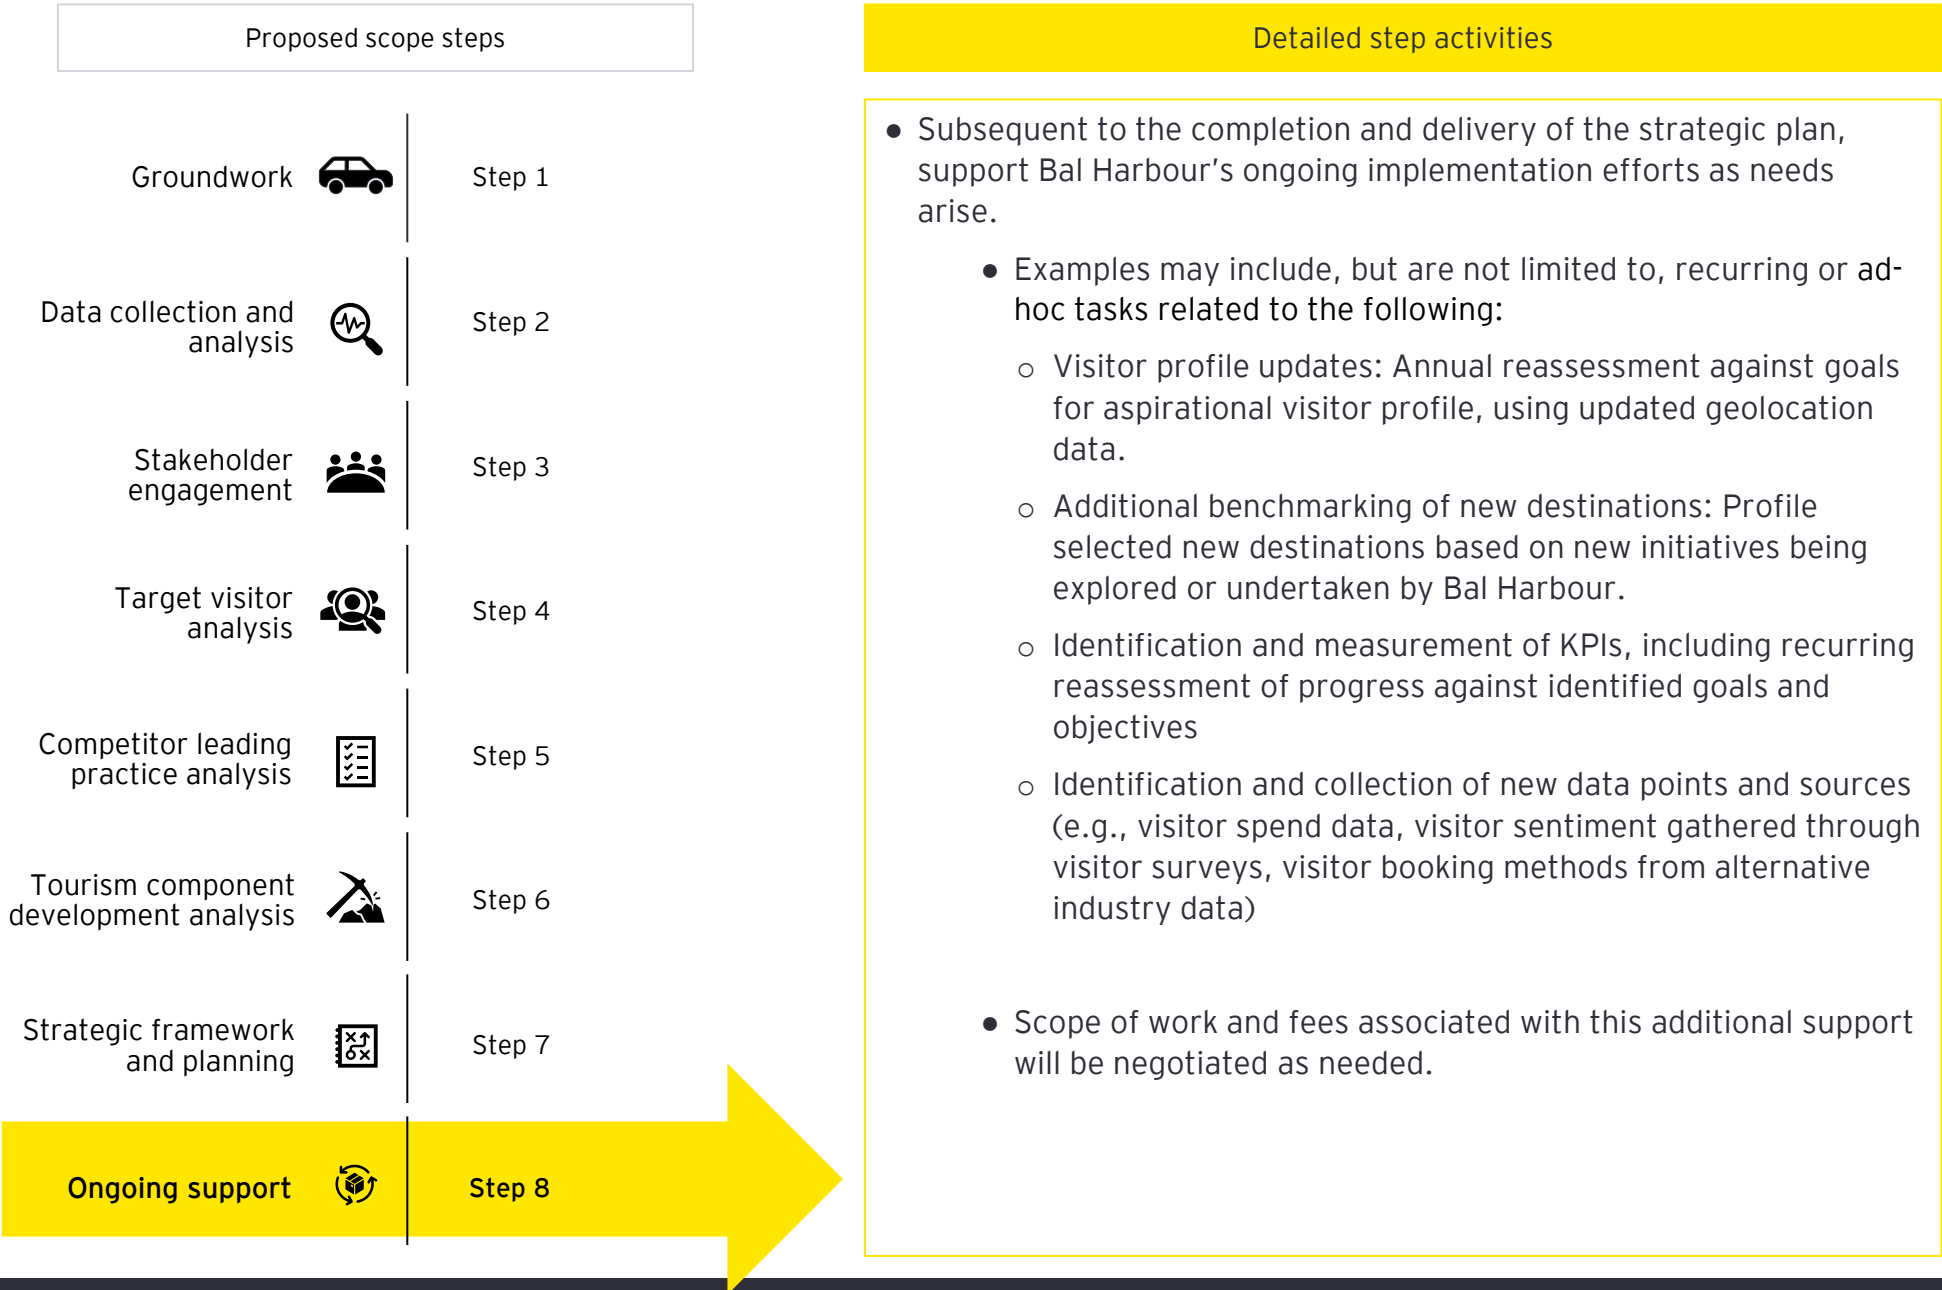 Proposed scope steps
Groundwork
Step 1
Data collection and
analysis
Step 2
Stakeholder
engagement
Step 3
Target visitor
analysis
Step 4
Competitor leading
practice analysis
Step 5
Tourism component
development analysis
Step 6
Strategic framework
and planning
Step 7
Ongoing support
Step 8
Detailed step activities
● Subsequent to the completion and delivery of the strategic plan,
support Bal Harbour’s ongoing implementation efforts as needs
arise.
● Examples may include, but are not limited to, recurring or ad-
hoc tasks related to the following:
○ Visitor profile updates: Annual reassessment against goals
for aspirational visitor profile, using updated geolocation
data.
○ Additional benchmarking of new destinations: Profile
selected new destinations based on new initiatives being
explored or undertaken by Bal Harbour.
○ Identification and measurement of KPIs, including recurring
reassessment of progress against identified goals and
objectives
○ Identification and collection of new data points and sources
(e.g., visitor spend data, visitor sentiment gathered through
visitor surveys, visitor booking methods from alternative
industry data)
● Scope of work and fees associated with this additional support
will be negotiated as needed.